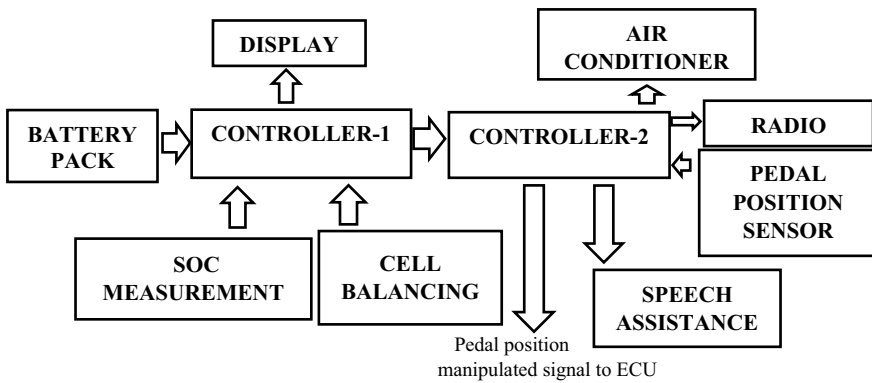 DISPLAY
AIR
CONDITIONER
BATTERY
PACK
CONTROLLER-1
CONTROLLER-2
RADIO
PEDAL
POSITION
SENSOR
SOC
MEASUREMENT
CELL
BALANCING
SPEECH
ASSISTANCE
Pedal position
manipulated signal to ECU